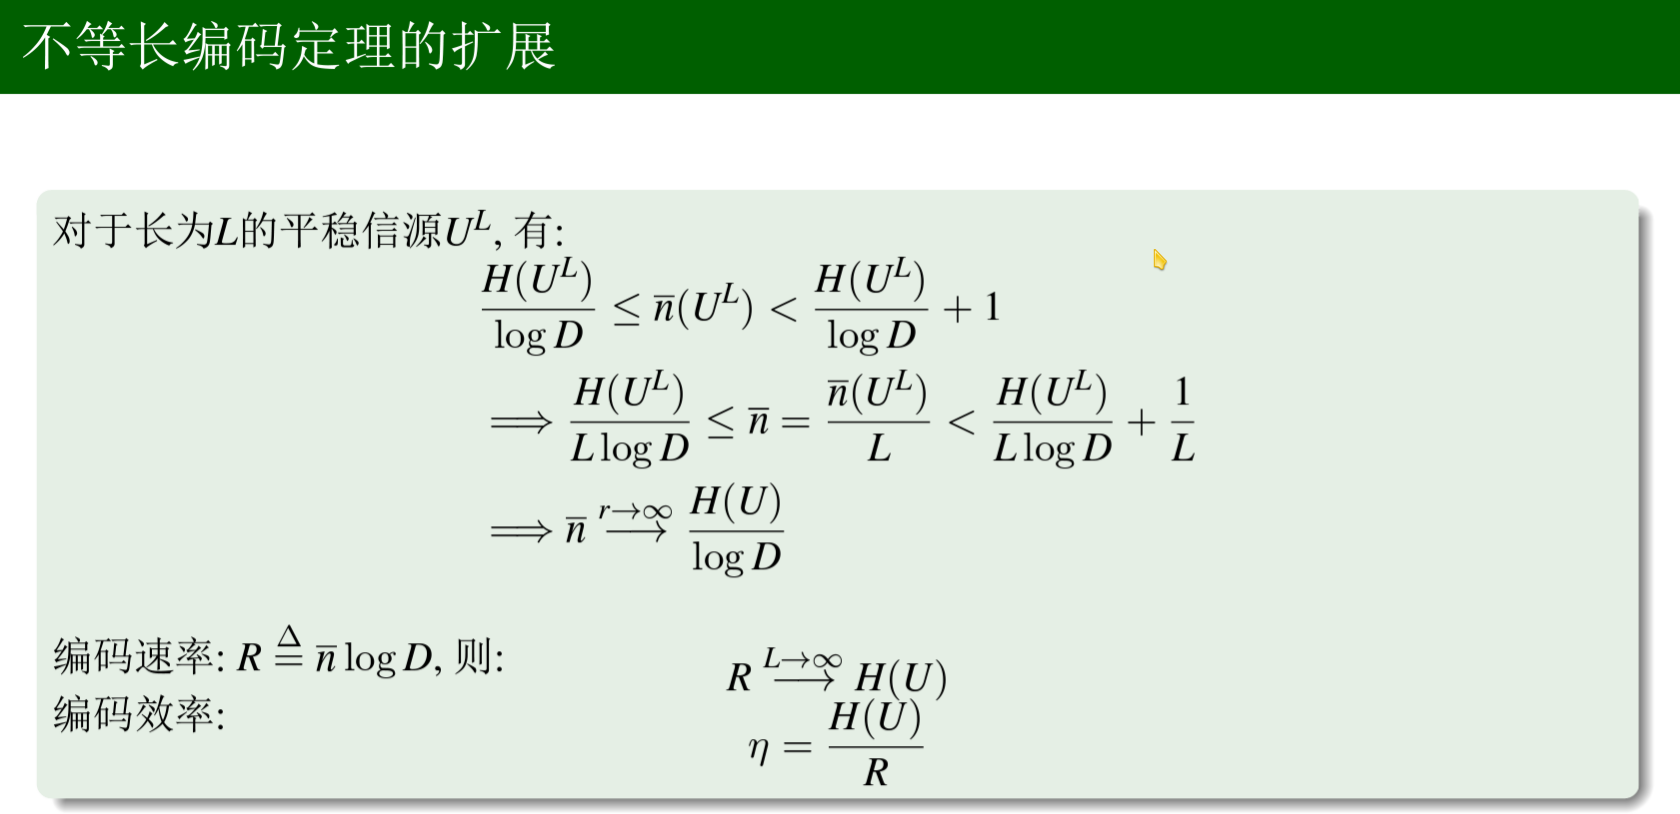 不等长编码定理的扩展
对于长为L的平稳信源U^L, 有:
\frac{H(U^L)}{\log D} \leq \overline{n}(U^L) < \frac{H(U^L)}{\log D} + 1
\Longrightarrow \frac{H(U^L)}{L \log D} \leq \overline{n} = \frac{\overline{n}(U^L)}{L} < \frac{H(U^L)}{L \log D} + \frac{1}{L}
\Longrightarrow \overline{n} \stackrel{r \to \infty}{\longrightarrow} \frac{H(U)}{\log D}
编码速率: R \stackrel{\Delta}{=} \overline{n} \log D, 则:
R \stackrel{L \to \infty}{\longrightarrow} H(U)
编码效率:
\eta = \frac{H(U)}{R}